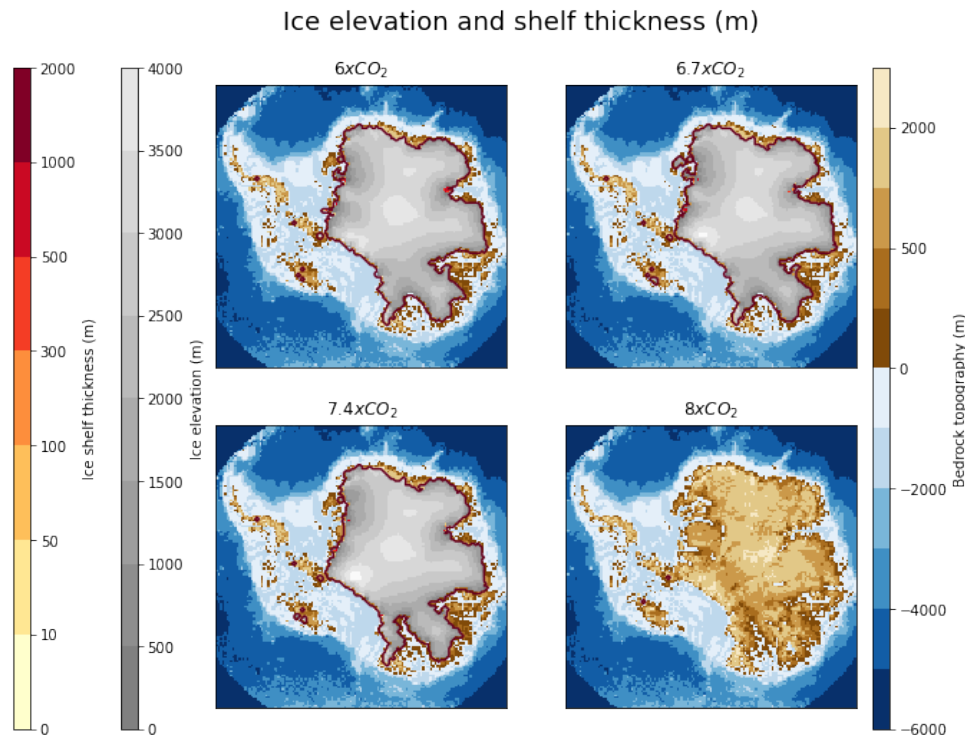 Ice elevation and shelf thickness (m)
6xCO₂
6.7xCO₂
7.4xCO₂
8xCO₂
2000
1000
500
300
100
50
10
0
Ice shelf thickness (m)
4000
3500
3000
2500
2000
1500
1000
500
0
Ice elevation (m)
2000
500
0
−2000
−4000
−6000
Bedrock topography (m)